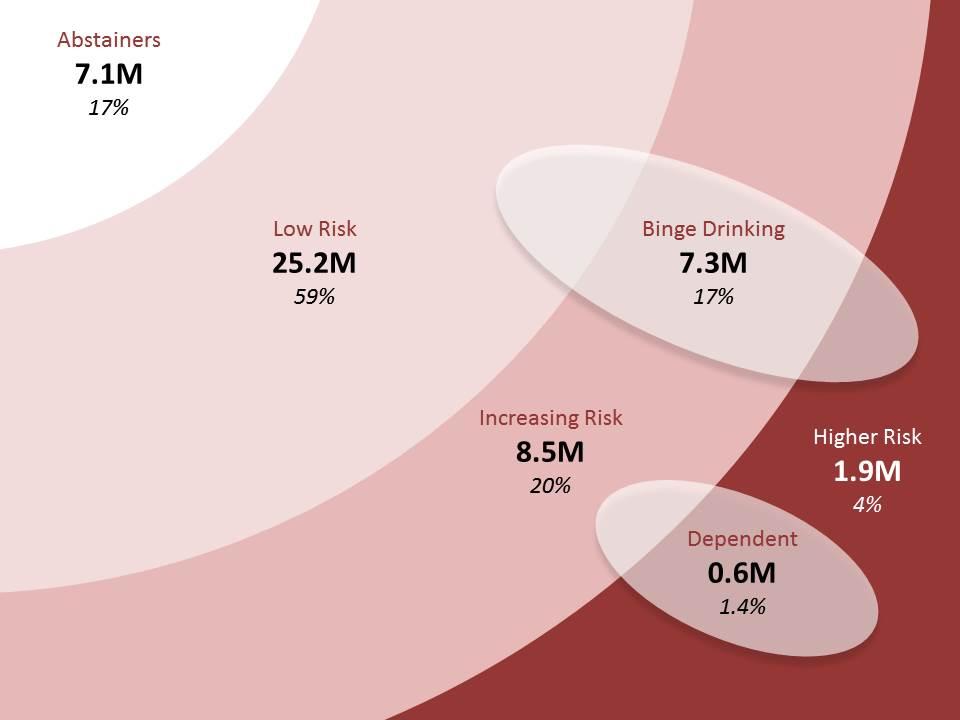 Abstainers
7.1M
17%
Low Risk
25.2M
59%
Binge Drinking
7.3M
17%
Increasing Risk
8.5M
20%
Higher Risk
1.9M
4%
Dependent
0.6M
1.4%